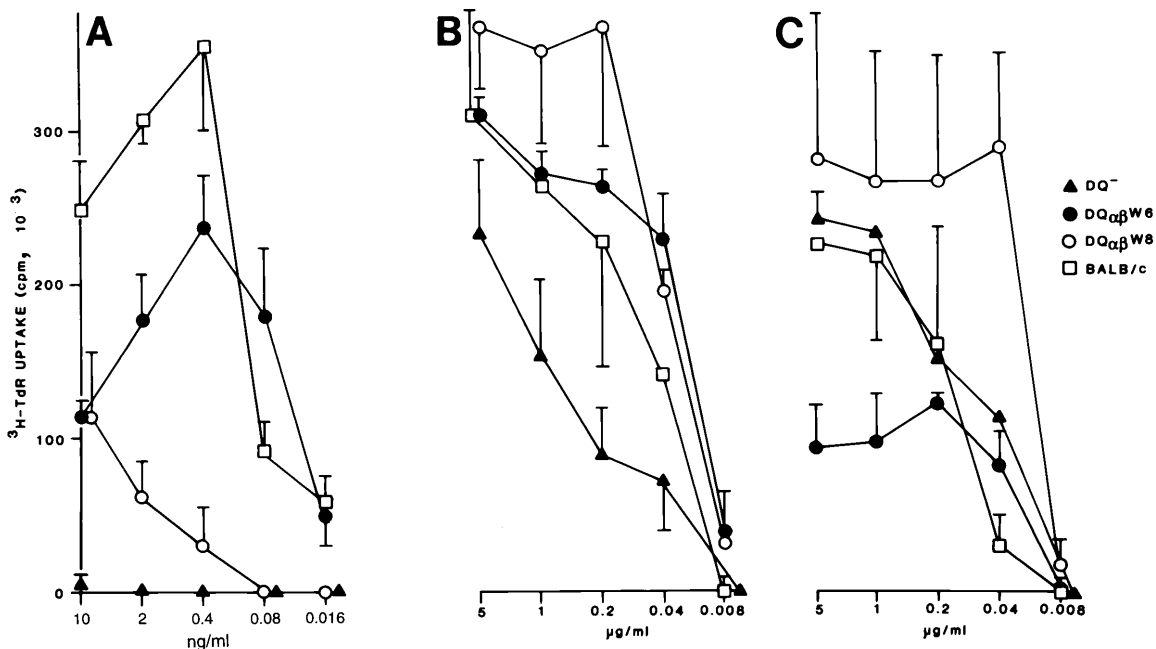 A
B
C
300
200
100
0
³H-TdR UPTAKE (cpm, 10³)
10 2 0.4 0.08 0.016
ng/ml
5 1 0.2 0.04 0.008
µg/ml
5 1 0.2 0.04 0.008
µg/ml
DQ⁻
DQαβW6
DQαβW8
BALB/c